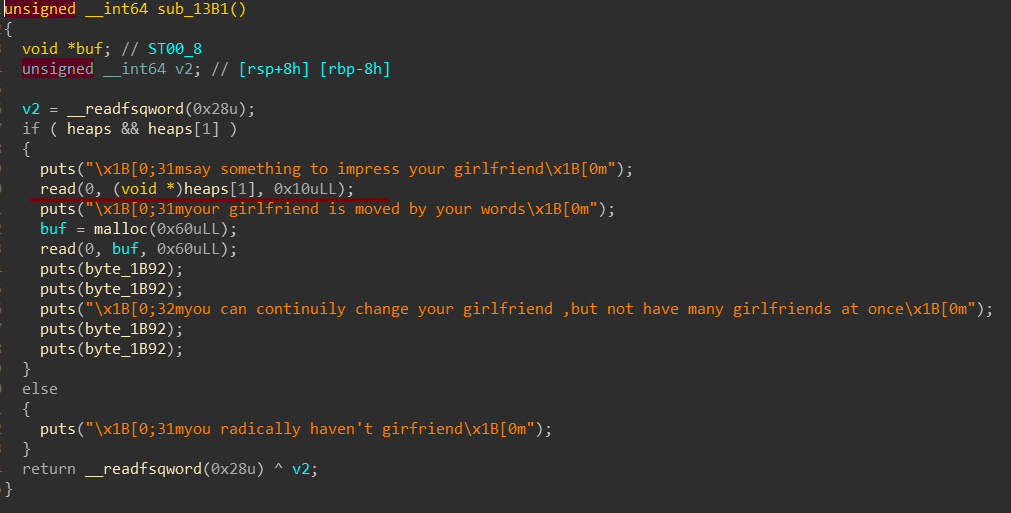 unsigned __int64 sub_13B1()
{
  void *buf; // ST00_8
  unsigned __int64 v2; // [rsp+8h] [rbp-8h]

  v2 = __readfsqword(0x28u);
  if ( heaps && heaps[1] )
  {
    puts("\x1B[0;31msay something to impress your girlfriend\x1B[0m");
    read(0, (void *)heaps[1], 0x10uLL);
    puts("\x1B[0;31myour girlfriend is moved by your words\x1B[0m");
    buf = malloc(0x60uLL);
    read(0, buf, 0x60uLL);
    puts(byte_1B92);
    puts(byte_1B92);
    puts("\x1B[0;32myou can continuily change your girlfriend ,but not have many girlfriends at once\x1B[0m");
    puts(byte_1B92);
    puts(byte_1B92);
  }
  else
  {
    puts("\x1B[0;31myou radically haven't girfriend\x1B[0m");
  }
  return __readfsqword(0x28u) ^ v2;
}